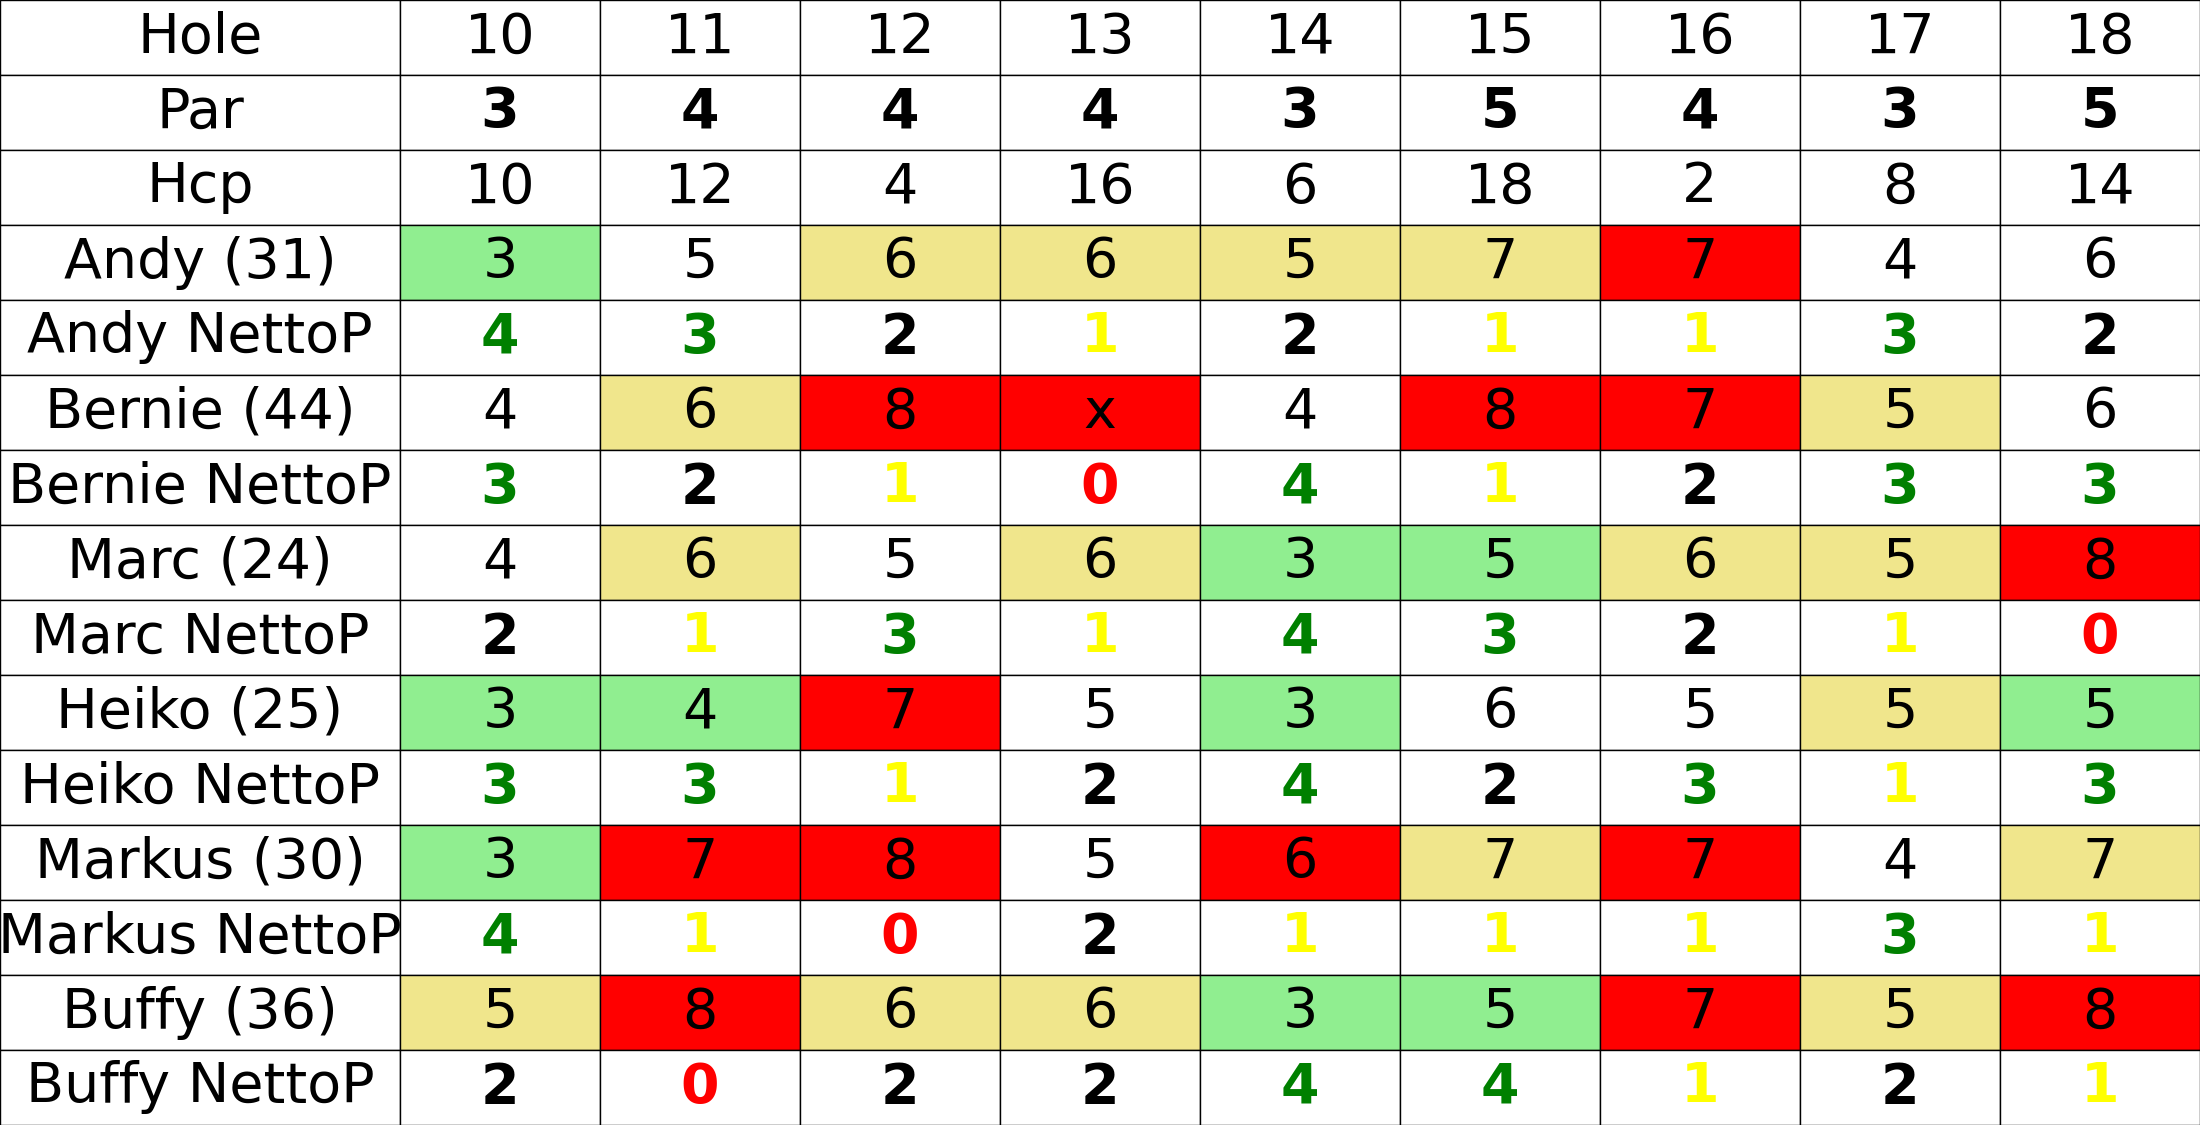 Hole 10 11 12 13 14 15 16 17 18
Par 3 4 4 4 3 5 4 3 5
Hcp 10 12 4 16 6 18 2 8 14
Andy (31) 3 5 6 6 5 7 7 4 6
Andy NettoP 4 3 2 1 2 1 1 3 2
Bernie (44) 4 6 8 x 4 8 7 5 6
Bernie NettoP 3 2 1 0 4 1 2 3 3
Marc (24) 4 6 5 6 3 5 6 5 8
Marc NettoP 2 1 3 1 4 3 2 1 0
Heiko (25) 3 4 7 5 3 6 5 5 5
Heiko NettoP 3 3 1 2 4 2 3 1 3
Markus (30) 3 7 8 5 6 7 7 4 7
Markus NettoP 4 1 0 2 1 1 1 3 1
Buffy (36) 5 8 6 6 3 5 7 5 8
Buffy NettoP 2 0 2 2 4 4 1 2 1